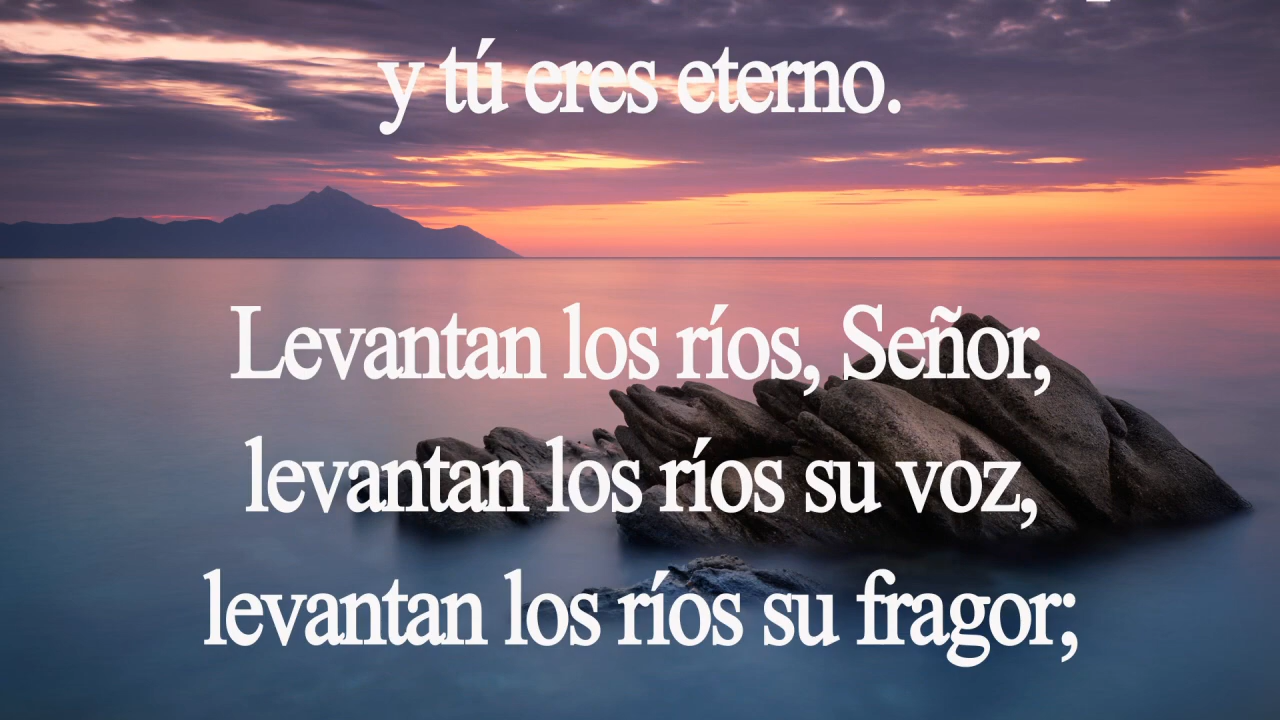 y tú eres eterno.
Levantan los ríos, Señor,
levantan los ríos su voz,
levantan los ríos su fragor;